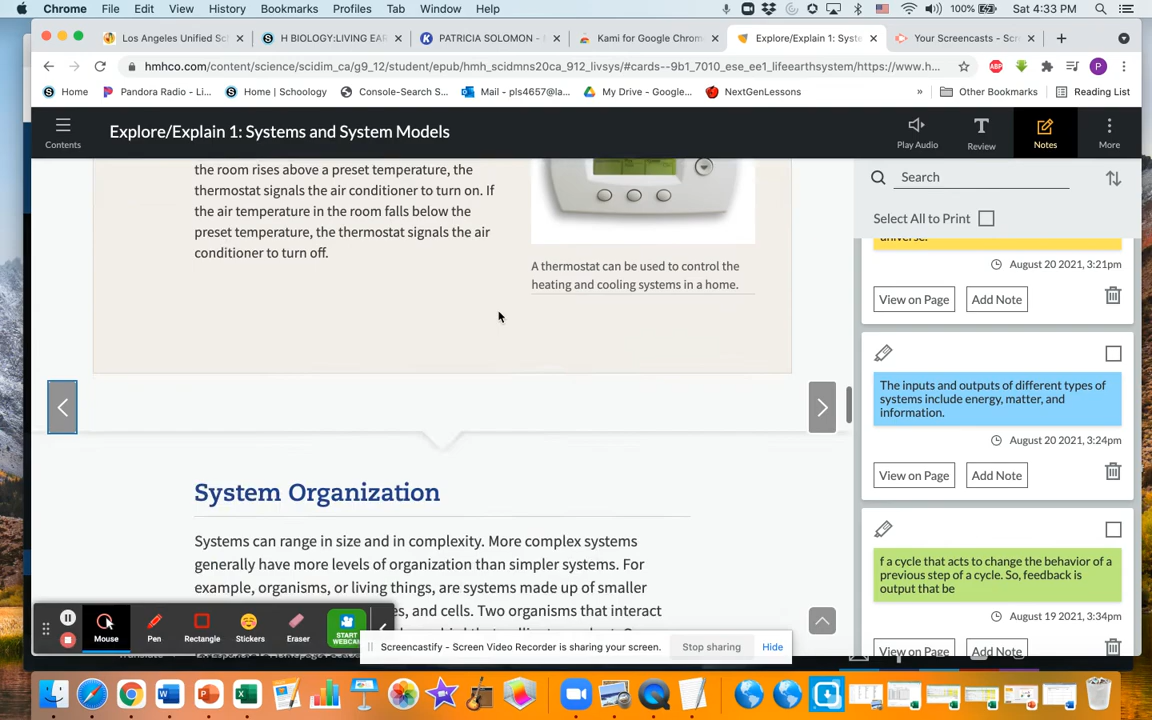 Chrome File Edit View History Bookmarks Profiles Tab Window Help 100% Sat 4:33 PM
Los Angeles Unified Sc H BIOLOGY:LIVING EAR PATRICIA SOLOMON - Kami for Google Chrom Explore/Explain 1: Syste Your Screencasts - Scre
hmhco.com/content/science/scidim_ca/g9_12/student/epub/hmh_scidmns20ca_912_livsys/#cards--9b1_7010_ese_ee1_lifeearthsystem/https://www.h... ABP P
Home Pandora Radio - Li... Home | Schoology Console-Search S... Mail - pls4657@la... My Drive - Google... NextGenLessons » Other Bookmarks Reading List
Contents
Explore/Explain 1: Systems and System Models
Play Audio Review Notes More
the room rises above a preset temperature, the
thermostat signals the air conditioner to turn on. If
the air temperature in the room falls below the
preset temperature, the thermostat signals the air
conditioner to turn off.
A thermostat can be used to control the
heating and cooling systems in a home.
System Organization
Systems can range in size and in complexity. More complex systems
generally have more levels of organization than simpler systems. For
example, organisms, or living things, are systems made up of smaller
es, and cells. Two organisms that interact
Search
Select All to Print
universe.
August 20 2021, 3:21pm
View on Page Add Note
The inputs and outputs of different types of
systems include energy, matter, and
information.
August 20 2021, 3:24pm
View on Page Add Note
f a cycle that acts to change the behavior of a
previous step of a cycle. So, feedback is
output that be
August 19 2021, 3:34pm
View on Page Add Note
Mouse Pen Rectangle Stickers Eraser START WEBCAM
Screencastify - Screen Video Recorder is sharing your screen. Stop sharing Hide